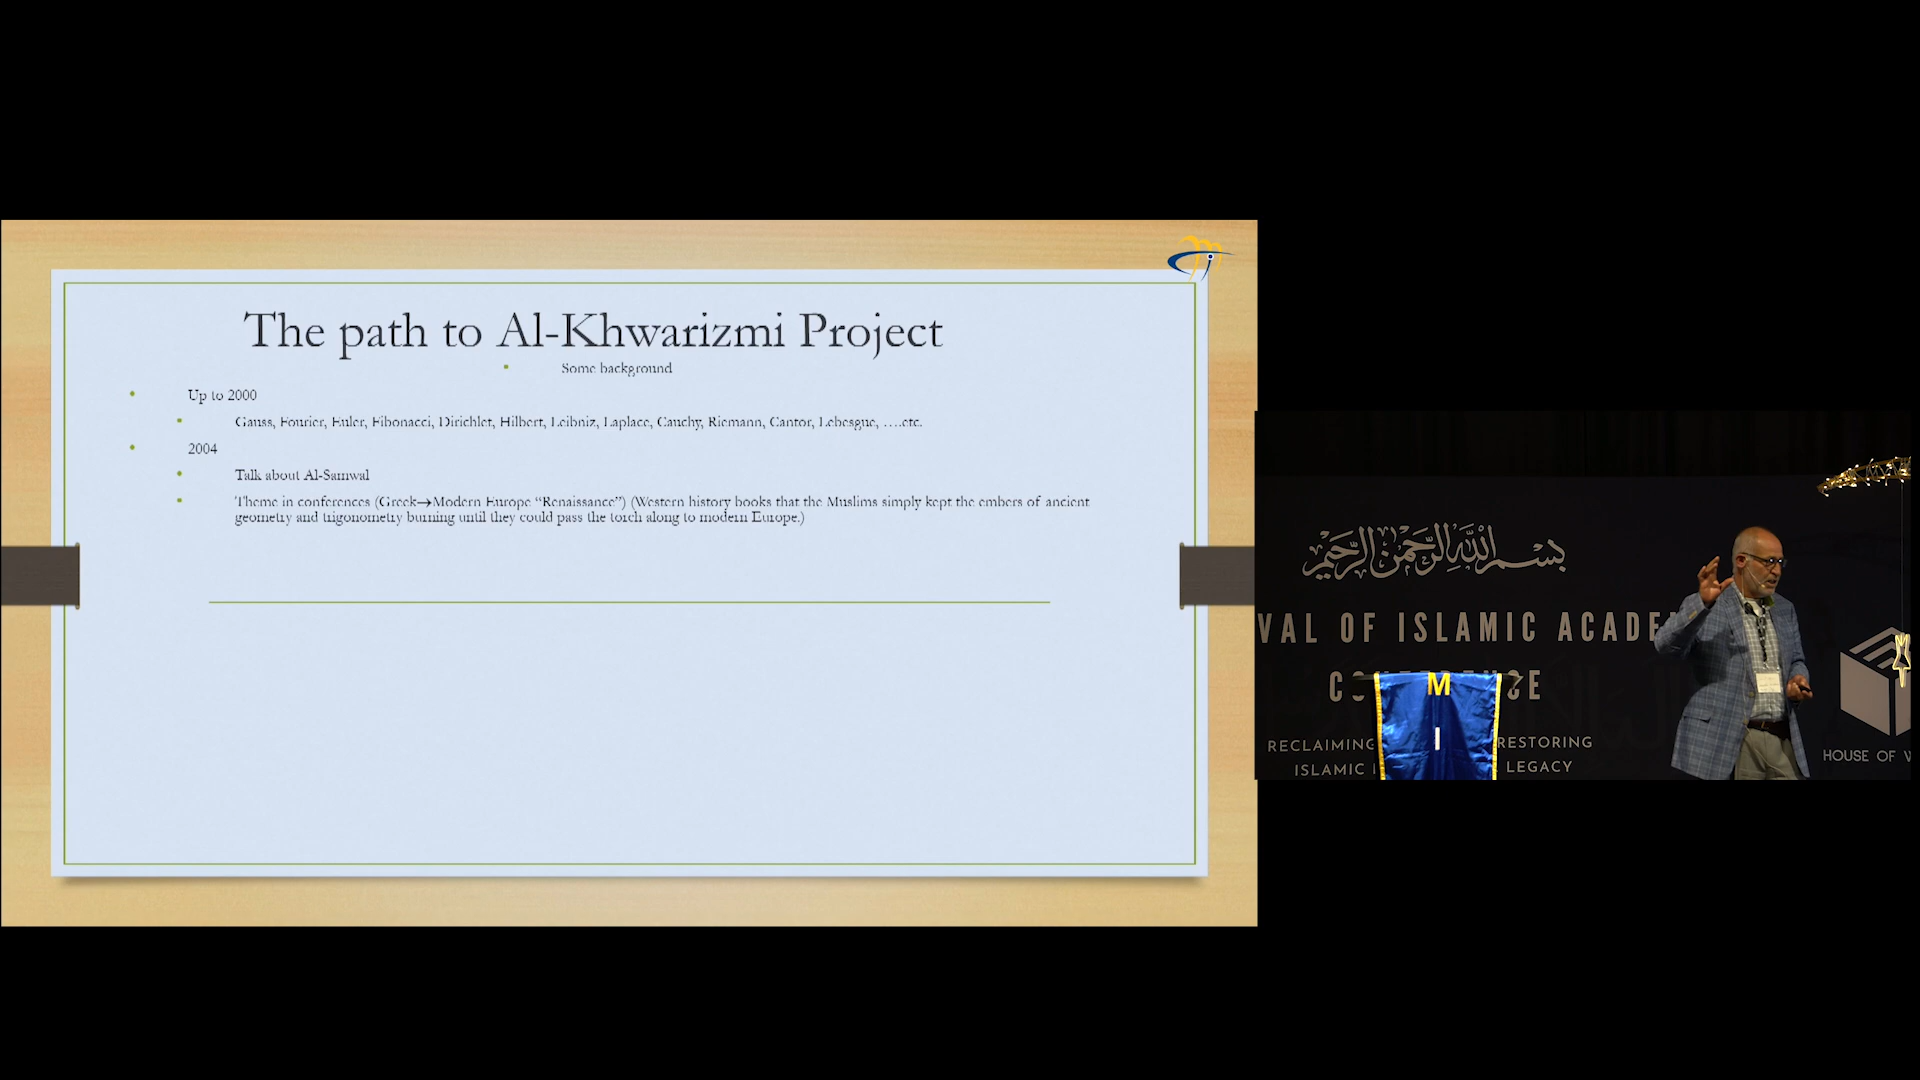 The path to Al-Khwarizmi Project
Some background
Up to 2000
Gauss, Fourier, Euler, Fibonacci, Dirichlet, Hilbert, Leibniz, Laplace, Cauchy, Riemann, Cantor, Lebesgue, ….etc.
2004
Talk about Al-Samwal
Theme in conferences (Greek→Modern Europe “Renaissance”) (Western history books that the Muslims simply kept the embers of ancient
geometry and trigonometry burning until they could pass the torch along to modern Europe.)
بسم الله الرحمن الرحيم
VAL OF ISLAMIC ACADE
M
I
RECLAIMING RESTORING
ISLAMIC LEGACY
HOUSE OF